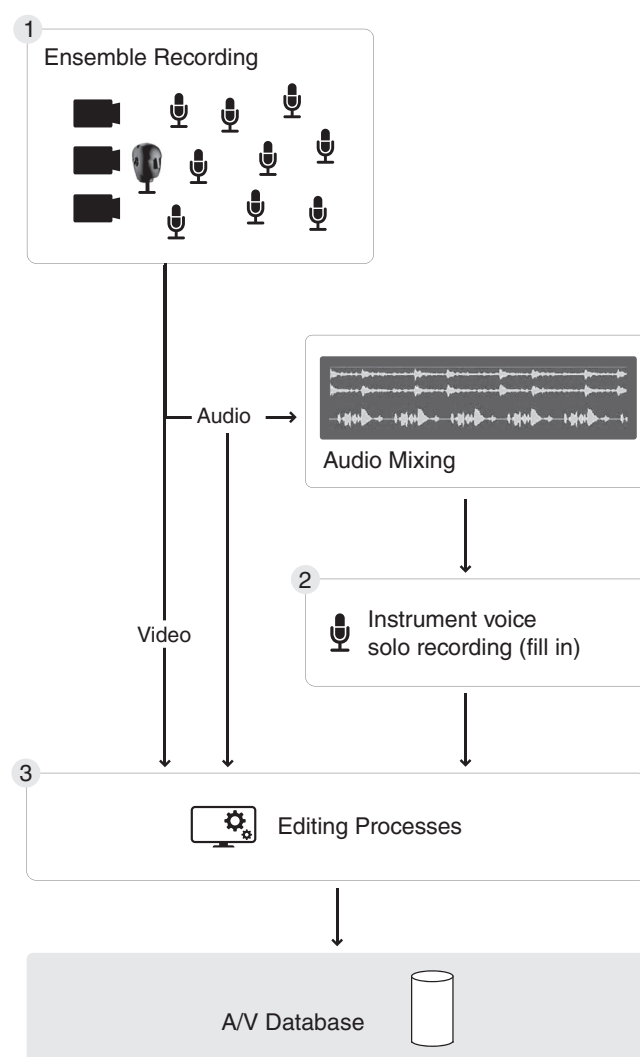 1
Ensemble Recording
Audio
Audio Mixing
2
Instrument voice
solo recording (fill in)
Video
3
Editing Processes
A/V Database